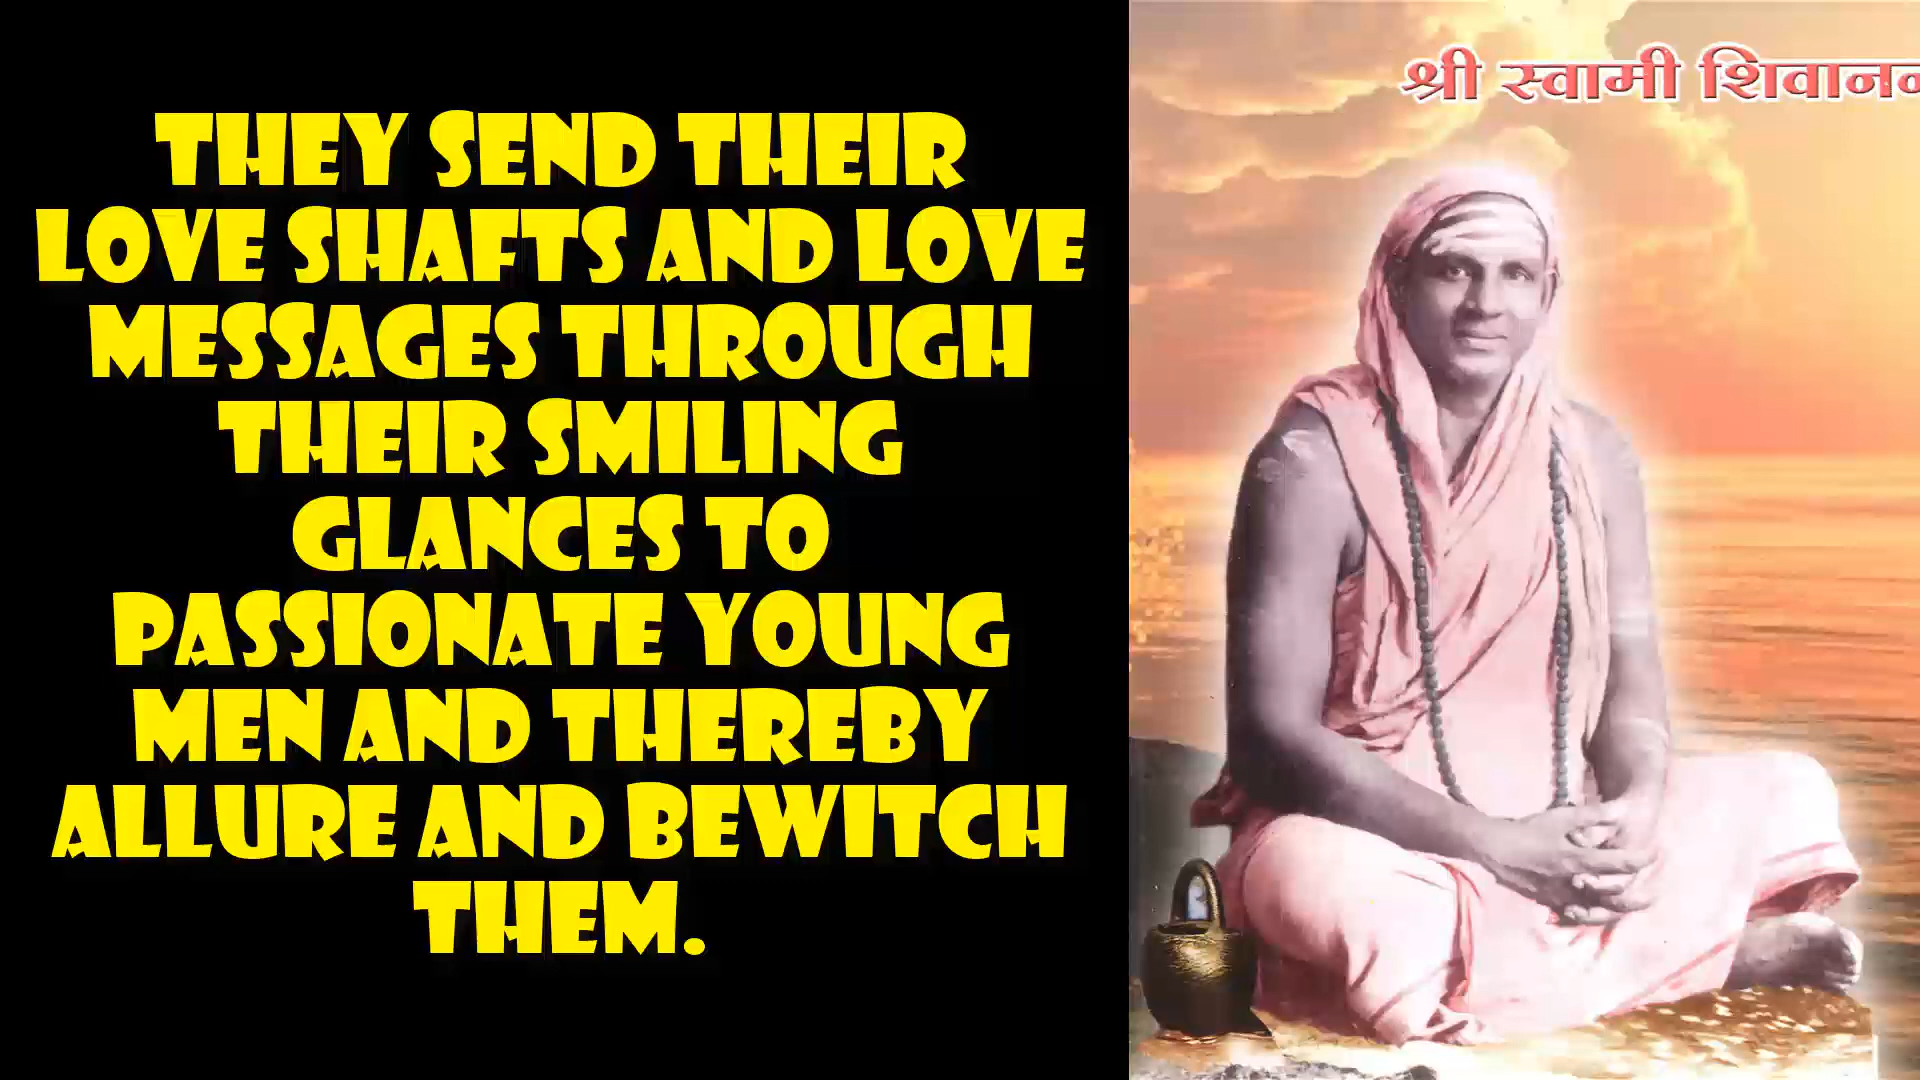 THEY SEND THEIR
LOVE SHAFTS AND LOVE
MESSAGES THROUGH
THEIR SMILING
GLANCES TO
PASSIONATE YOUNG
MEN AND THEREBY
ALLURE AND BEWITCH
THEM.
श्री स्वामी